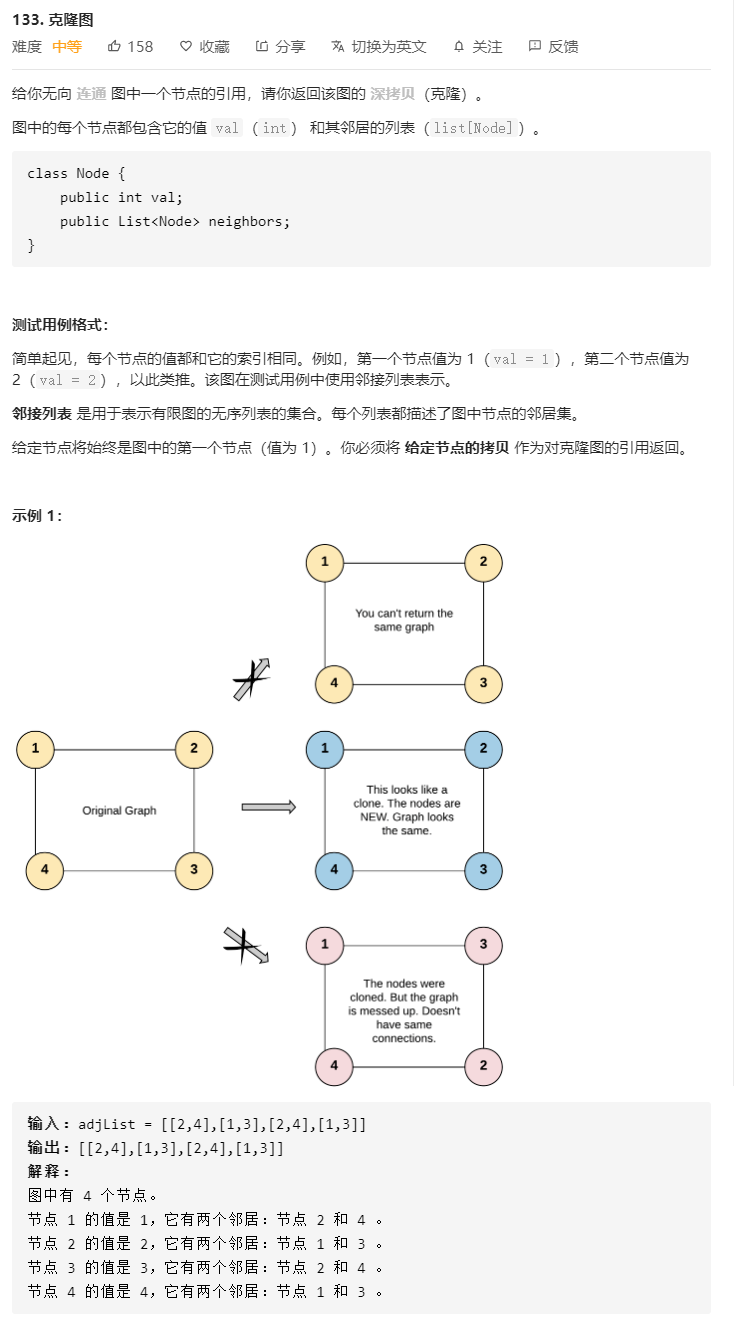 133. 克隆图
难度 中等 158 收藏 分享 切换为英文 关注 反馈
给你无向 连通 图中一个节点的引用，请你返回该图的 深拷贝（克隆）。
图中的每个节点都包含它的值 val（int） 和其邻居的列表（list[Node]）。
class Node {
    public int val;
    public List<Node> neighbors;
}
测试用例格式：
简单起见，每个节点的值都和它的索引相同。例如，第一个节点值为 1（val = 1），第二个节点值为
2（val = 2），以此类推。该图在测试用例中使用邻接列表表示。
邻接列表 是用于表示有限图的无序列表的集合。每个列表都描述了图中节点的邻居集。
给定节点将始终是图中的第一个节点（值为 1）。你必须将 给定节点的拷贝 作为对克隆图的引用返回。
示例 1：
1 2
You can't return the
same graph
4 3
1 2
Original Graph
4 3
1 2
This looks like a
clone. The nodes are
NEW. Graph looks
the same.
4 3
1 3
The nodes were
cloned. But the graph
is messed up. Doesn't
have same
connections.
4 2
输入：adjList = [[2,4],[1,3],[2,4],[1,3]]
输出：[[2,4],[1,3],[2,4],[1,3]]
解释：
图中有 4 个节点。
节点 1 的值是 1，它有两个邻居：节点 2 和 4 。
节点 2 的值是 2，它有两个邻居：节点 1 和 3 。
节点 3 的值是 3，它有两个邻居：节点 2 和 4 。
节点 4 的值是 4，它有两个邻居：节点 1 和 3 。